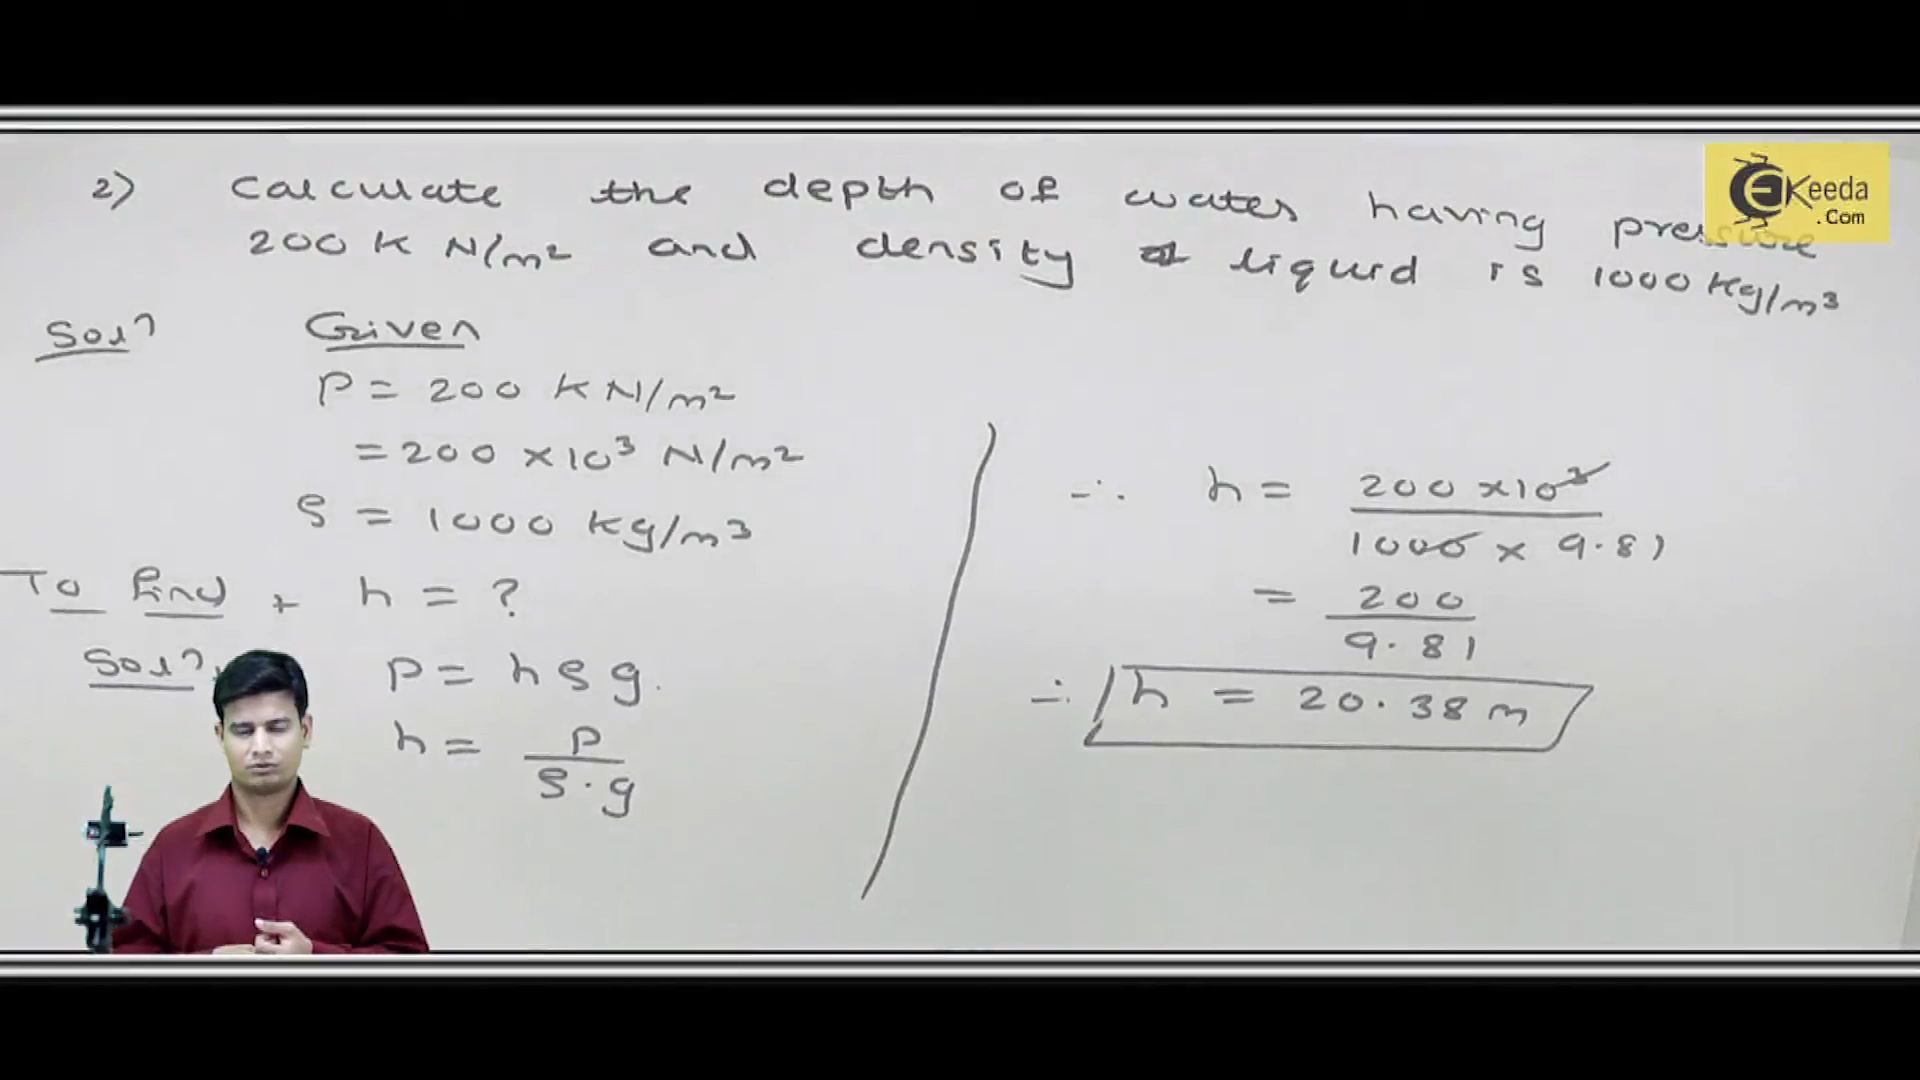 2) Calculate the depth of water having pressure
200 K N/m² and density of liquid is 1000 Kg/m³
Solⁿ Given
P = 200 KN/m²
= 200 ×10³ N/m²
ρ = 1000 kg/m³
To find + h = ?
Solⁿ P = hρg.
h = P
ρ·g
∴ h = 200 ×10³
1000 × 9.81
= 200
9.81
∴ h = 20.38 m
EKeeda
.Com